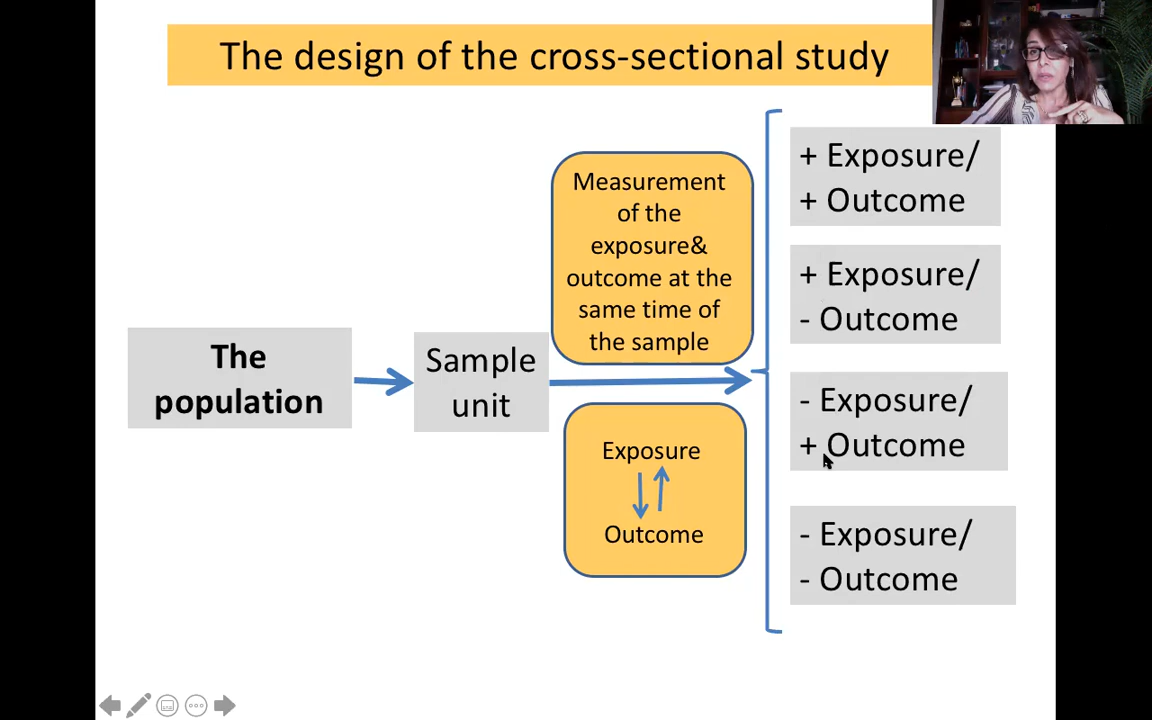 The design of the cross-sectional study
The
population
Sample
unit
Measurement
of the
exposure&
outcome at the
same time of
the sample
Exposure
Outcome
+ Exposure/
+ Outcome
+ Exposure/
- Outcome
- Exposure/
+ Outcome
- Exposure/
- Outcome